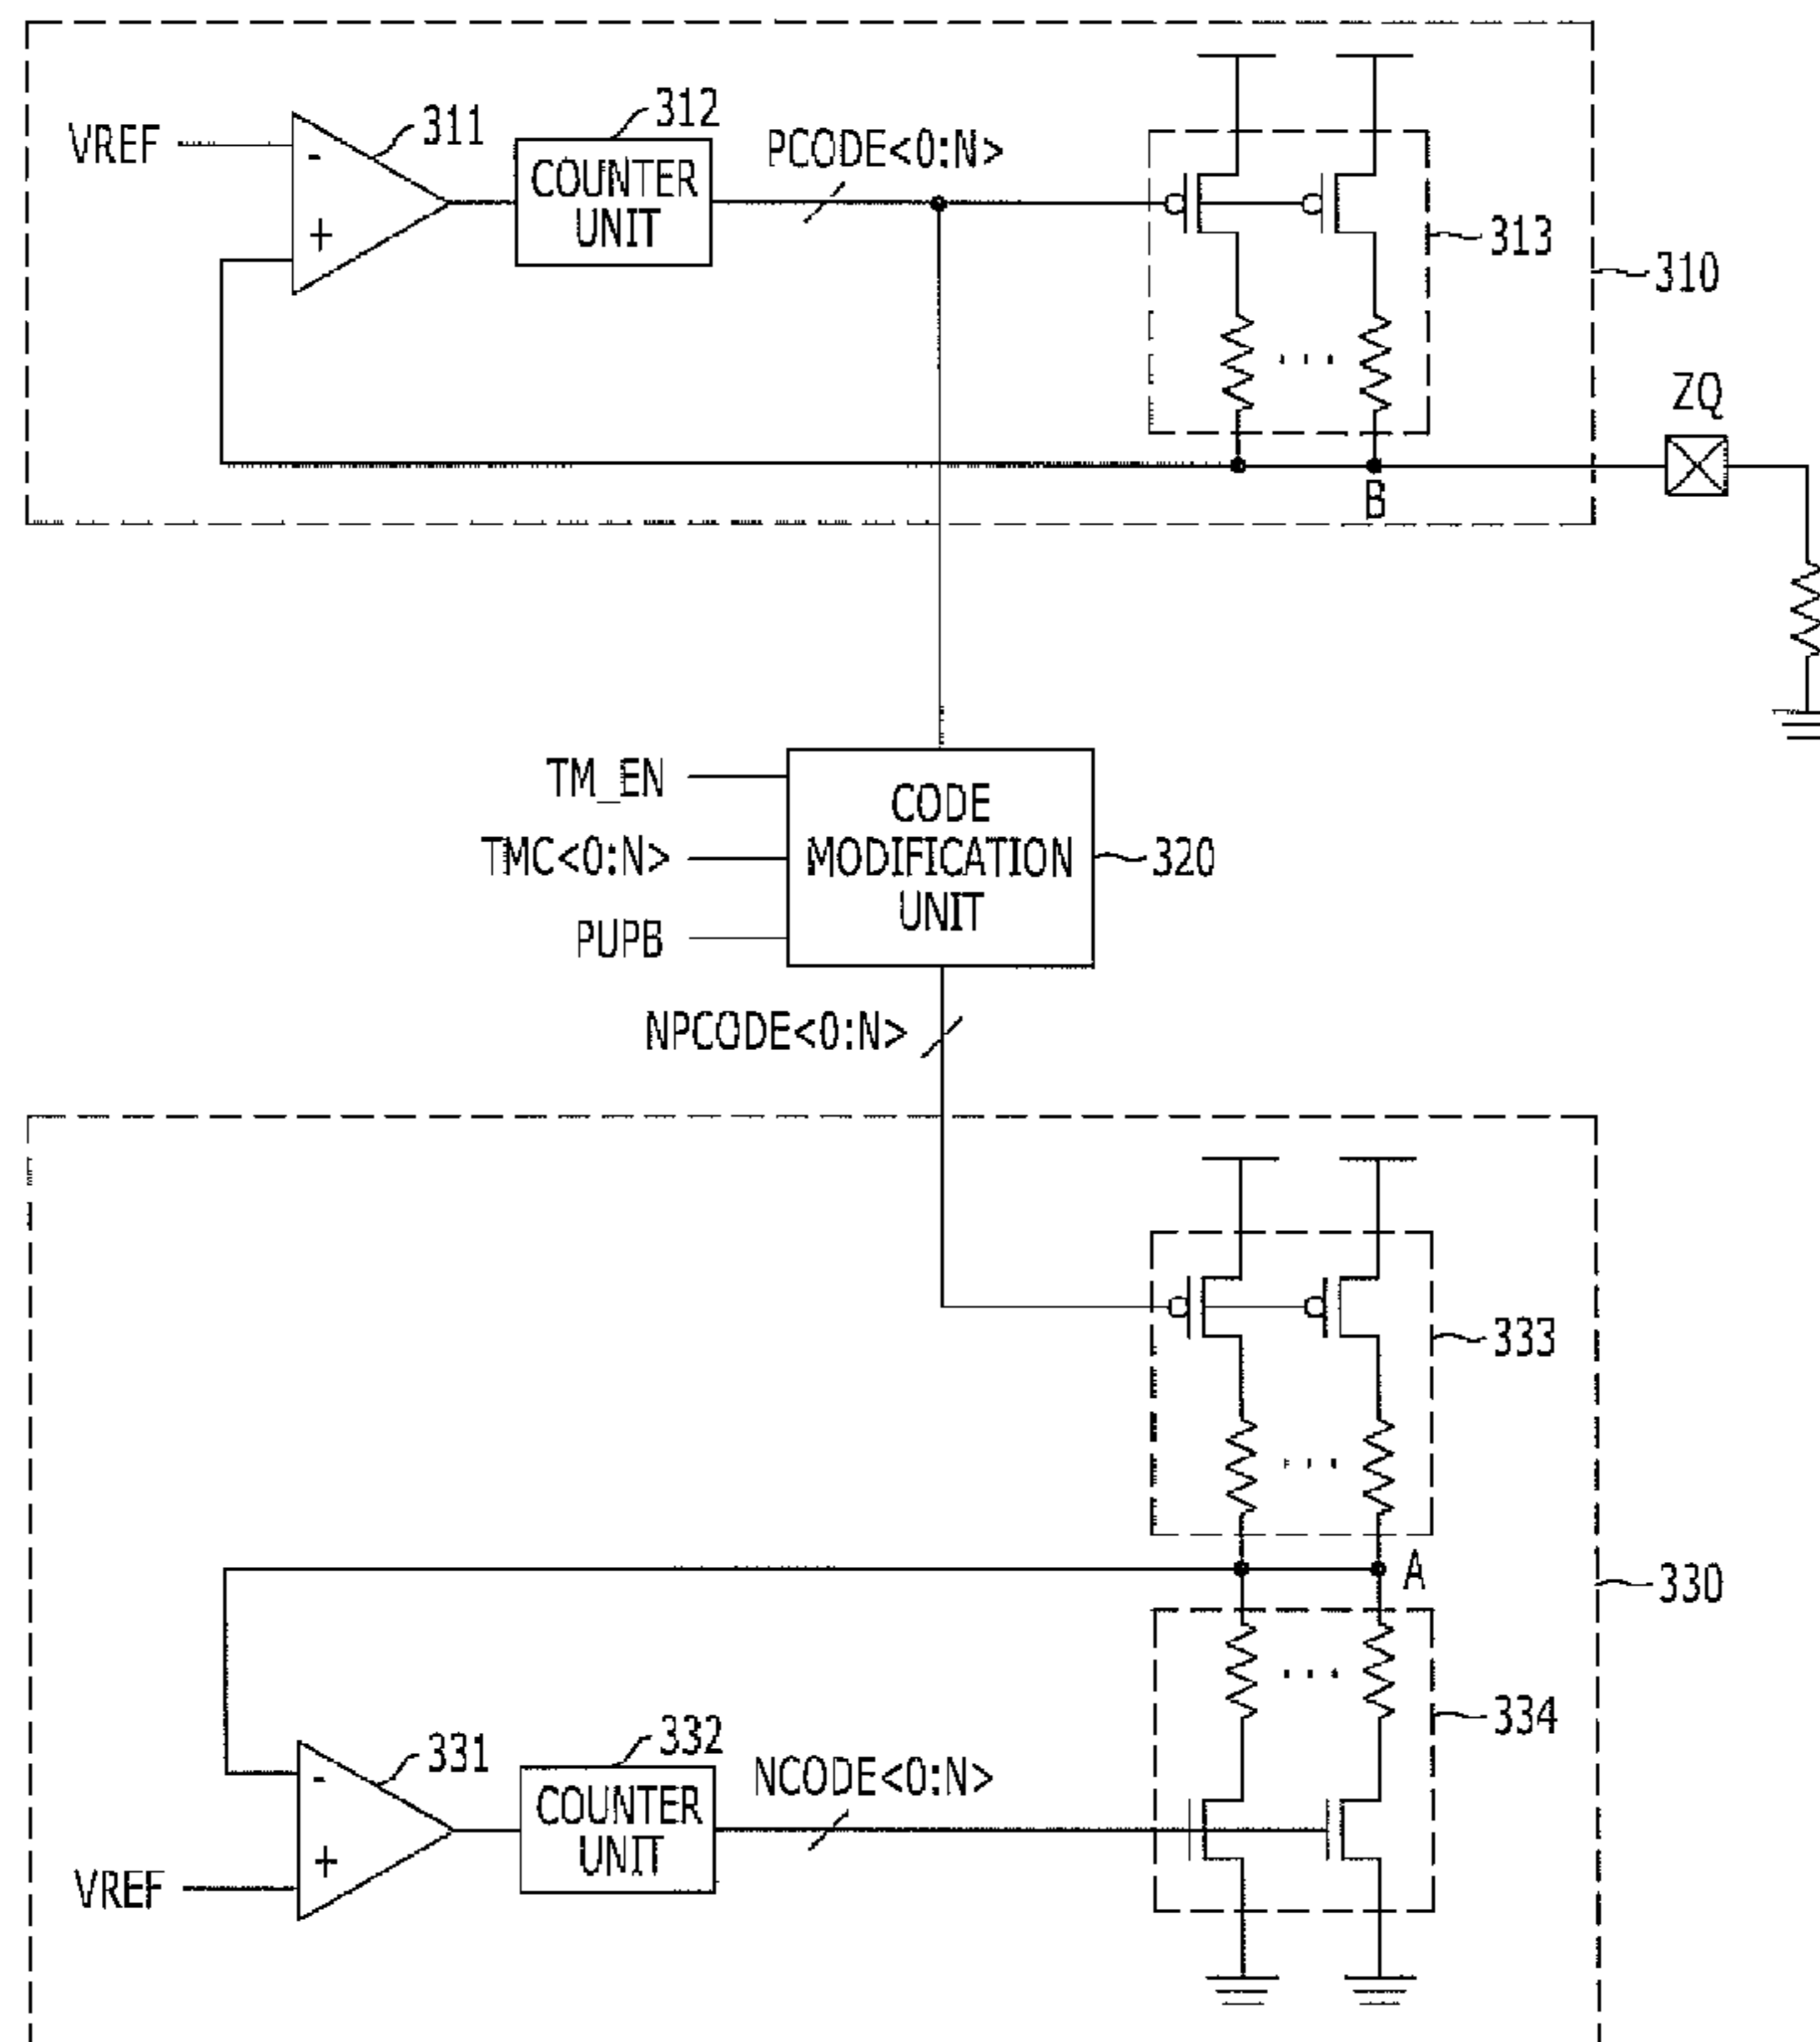 VREF
-
+
311
312
COUNTER
UNIT
PCODE<0:N>
313
310
...
ZQ
B
TM_EN
TMC<0:N>
PUPB
CODE
MODIFICATION
UNIT
320
NPCODE<0:N>
333
...
A
330
...
334
331
332
-
+
VREF
COUNTER
UNIT
NCODE<0:N>